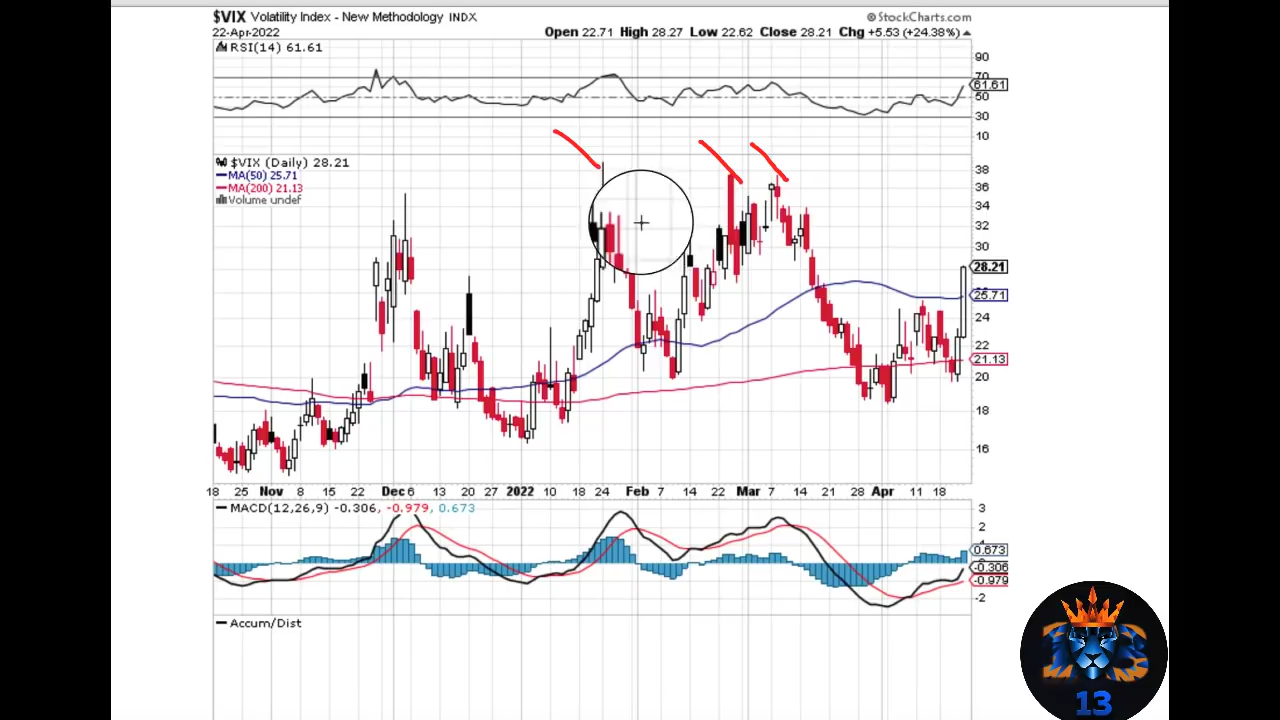 $VIX Volatility Index - New Methodology INDX
© StockCharts.com
22-Apr-2022
Open 22.71 High 28.27 Low 22.62 Close 28.21 Chg +5.53 (+24.38%)
RSI(14) 61.61
90
70
61.61
50
30
10
$VIX (Daily) 28.21
MA(50) 25.71
MA(200) 21.13
Volume undef
38
36
34
32
30
28.21
25.71
24
22
21.13
20
18
16
18 25 Nov 8 15 22 Dec 6 13 20 27 2022 10 18 24 Feb 7 14 22 Mar 7 14 21 28 Apr 11 18
MACD(12,26,9) -0.306, -0.979, 0.673
3
2
0.673
-0.306
-0.979
-2
Accum/Dist
13